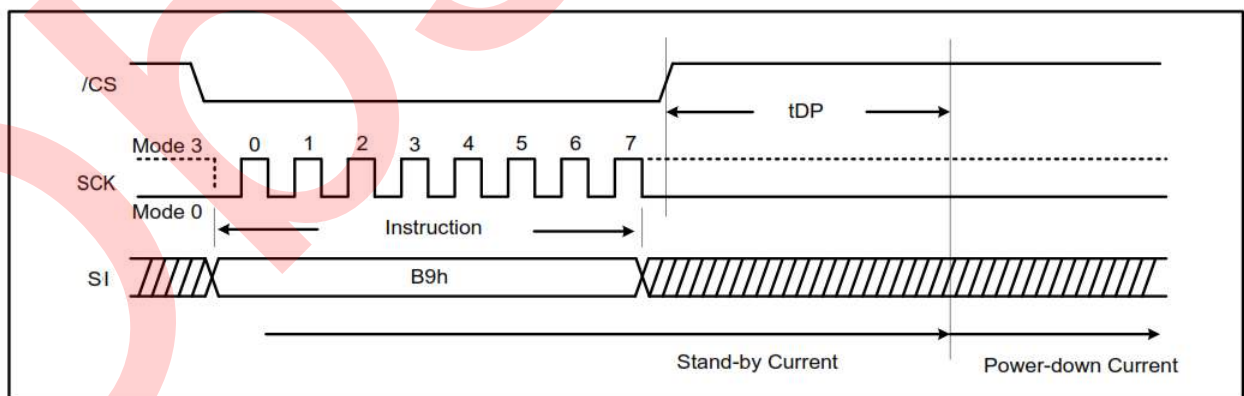 /CS
tDP
Mode 3
0 1 2 3 4 5 6 7
SCK
Mode 0
Instruction
SI
B9h
Stand-by Current
Power-down Current